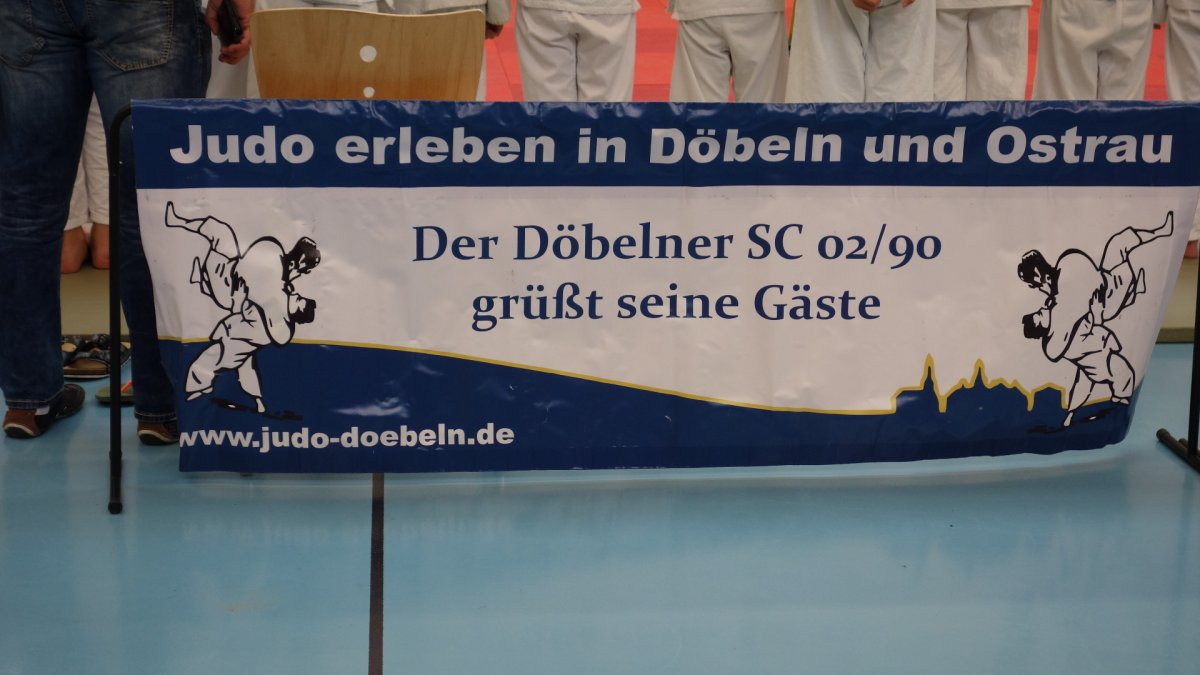 Judo erleben in Döbeln und Ostrau
Der Döbelner SC 02/90
grüßt seine Gäste
www.judo-doebeln.de